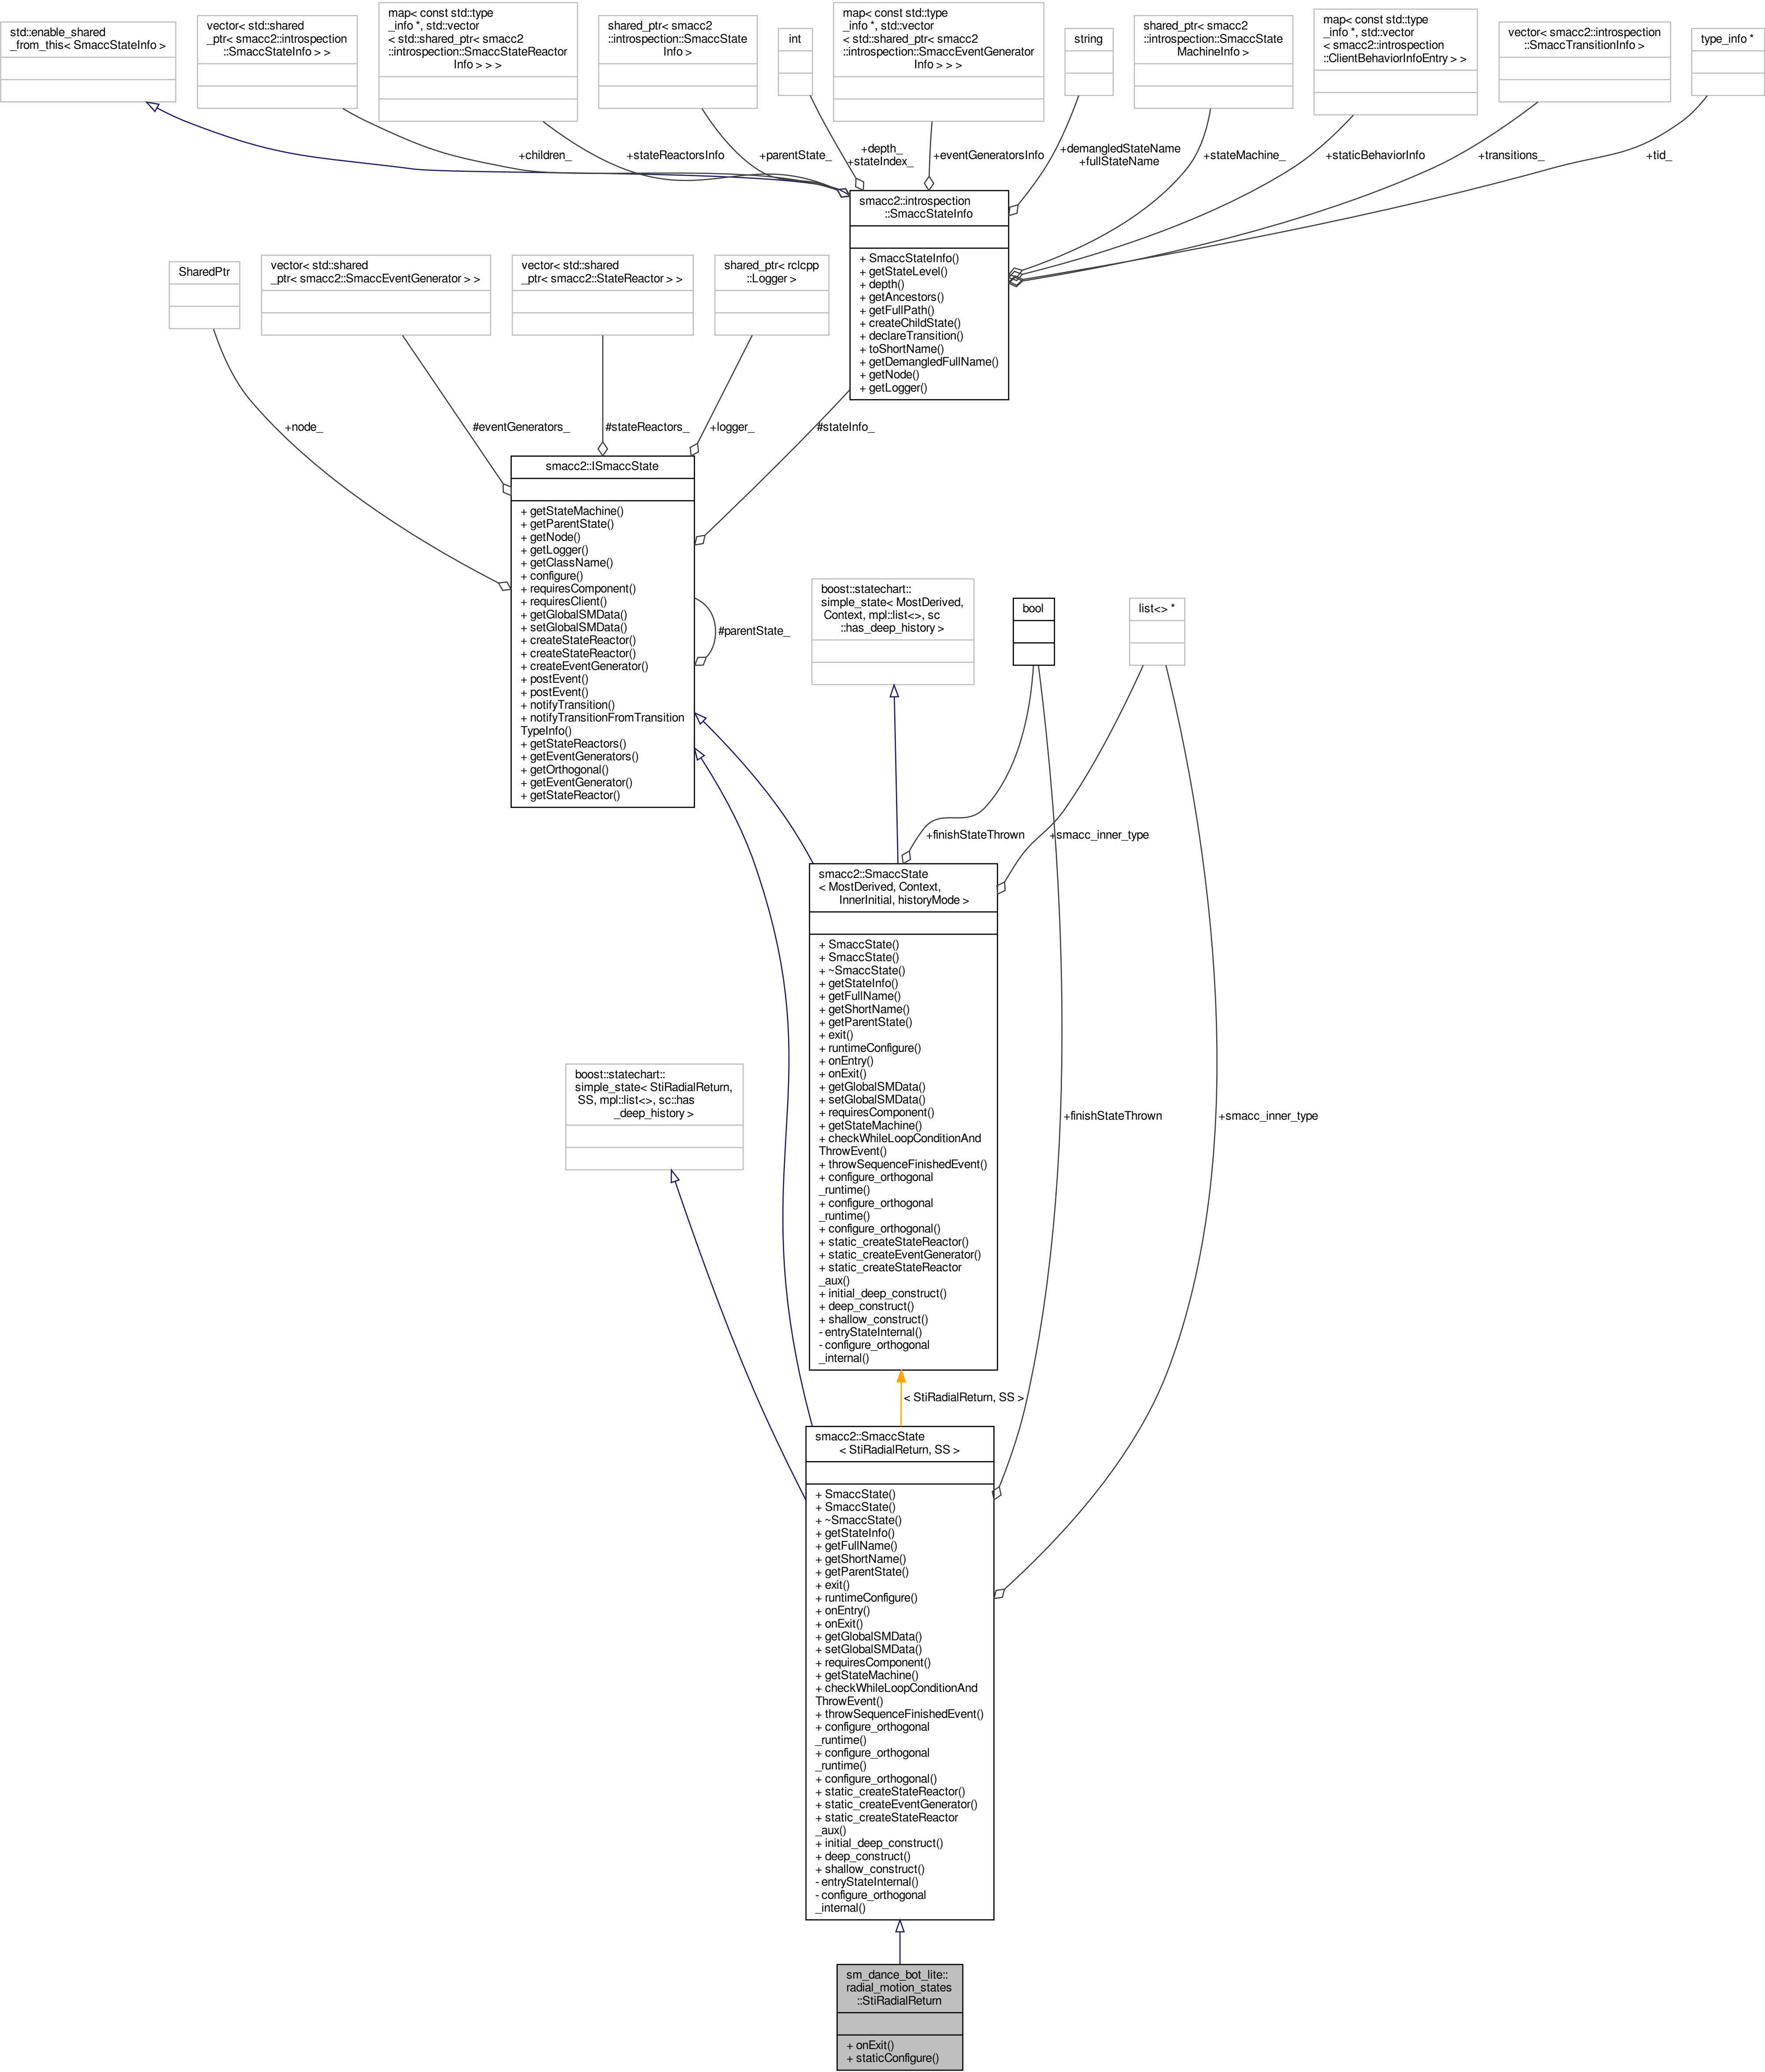 std::enable_shared
_from_this< SmaccStateInfo >
vector< std::shared
_ptr< smacc2::introspection
::SmaccStateInfo > >
map< const std::type
_info *, std::vector
< std::shared_ptr< smacc2
::introspection::SmaccStateReactor
Info > > >
shared_ptr< smacc2
::introspection::SmaccState
Info >
int
map< const std::type
_info *, std::vector
< std::shared_ptr< smacc2
::introspection::SmaccEventGenerator
Info > > >
string
shared_ptr< smacc2
::introspection::SmaccState
MachineInfo >
map< const std::type
_info *, std::vector
< smacc2::introspection
::ClientBehaviorInfoEntry > >
vector< smacc2::introspection
::SmaccTransitionInfo >
type_info *
+children_
+stateReactorsInfo
+parentState_
+depth_
+stateIndex_
+eventGeneratorsInfo
+demangledStateName
+fullStateName
+stateMachine_
+staticBehaviorInfo
+transitions_
+tid_
smacc2::introspection
::SmaccStateInfo
+ SmaccStateInfo()
+ getStateLevel()
+ depth()
+ getAncestors()
+ getFullPath()
+ createChildState()
+ declareTransition()
+ toShortName()
+ getDemangledFullName()
+ getNode()
+ getLogger()
SharedPtr
vector< std::shared
_ptr< smacc2::SmaccEventGenerator > >
vector< std::shared
_ptr< smacc2::StateReactor > >
shared_ptr< rclcpp
::Logger >
+node_
#eventGenerators_
#stateReactors_
+logger_
#stateInfo_
smacc2::ISmaccState
+ getStateMachine()
+ getParentState()
+ getNode()
+ getLogger()
+ getClassName()
+ configure()
+ requiresComponent()
+ requiresClient()
+ getGlobalSMData()
+ setGlobalSMData()
+ createStateReactor()
+ createStateReactor()
+ createEventGenerator()
+ postEvent()
+ postEvent()
+ notifyTransition()
+ notifyTransitionFromTransition
TypeInfo()
+ getStateReactors()
+ getEventGenerators()
+ getOrthogonal()
+ getEventGenerator()
+ getStateReactor()
#parentState_
boost::statechart::
simple_state< MostDerived,
Context, mpl::list<>, sc
::has_deep_history >
bool
list<> *
+finishStateThrown
+smacc_inner_type
smacc2::SmaccState
< MostDerived, Context,
InnerInitial, historyMode >
+ SmaccState()
+ SmaccState()
+ ~SmaccState()
+ getStateInfo()
+ getFullName()
+ getShortName()
+ getParentState()
+ exit()
+ runtimeConfigure()
+ onEntry()
+ onExit()
+ getGlobalSMData()
+ setGlobalSMData()
+ requiresComponent()
+ getStateMachine()
+ checkWhileLoopConditionAnd
ThrowEvent()
+ throwSequenceFinishedEvent()
+ configure_orthogonal
_runtime()
+ configure_orthogonal
_runtime()
+ configure_orthogonal()
+ static_createStateReactor()
+ static_createEventGenerator()
+ static_createStateReactor
_aux()
+ initial_deep_construct()
+ deep_construct()
+ shallow_construct()
- entryStateInternal()
- configure_orthogonal
_internal()
boost::statechart::
simple_state< StiRadialReturn,
SS, mpl::list<>, sc::has
_deep_history >
+finishStateThrown
+smacc_inner_type
< StiRadialReturn, SS >
smacc2::SmaccState
< StiRadialReturn, SS >
+ SmaccState()
+ SmaccState()
+ ~SmaccState()
+ getStateInfo()
+ getFullName()
+ getShortName()
+ getParentState()
+ exit()
+ runtimeConfigure()
+ onEntry()
+ onExit()
+ getGlobalSMData()
+ setGlobalSMData()
+ requiresComponent()
+ getStateMachine()
+ checkWhileLoopConditionAnd
ThrowEvent()
+ throwSequenceFinishedEvent()
+ configure_orthogonal
_runtime()
+ configure_orthogonal
_runtime()
+ configure_orthogonal()
+ static_createStateReactor()
+ static_createEventGenerator()
+ static_createStateReactor
_aux()
+ initial_deep_construct()
+ deep_construct()
+ shallow_construct()
- entryStateInternal()
- configure_orthogonal
_internal()
sm_dance_bot_lite::
radial_motion_states
::StiRadialReturn
+ onExit()
+ staticConfigure()